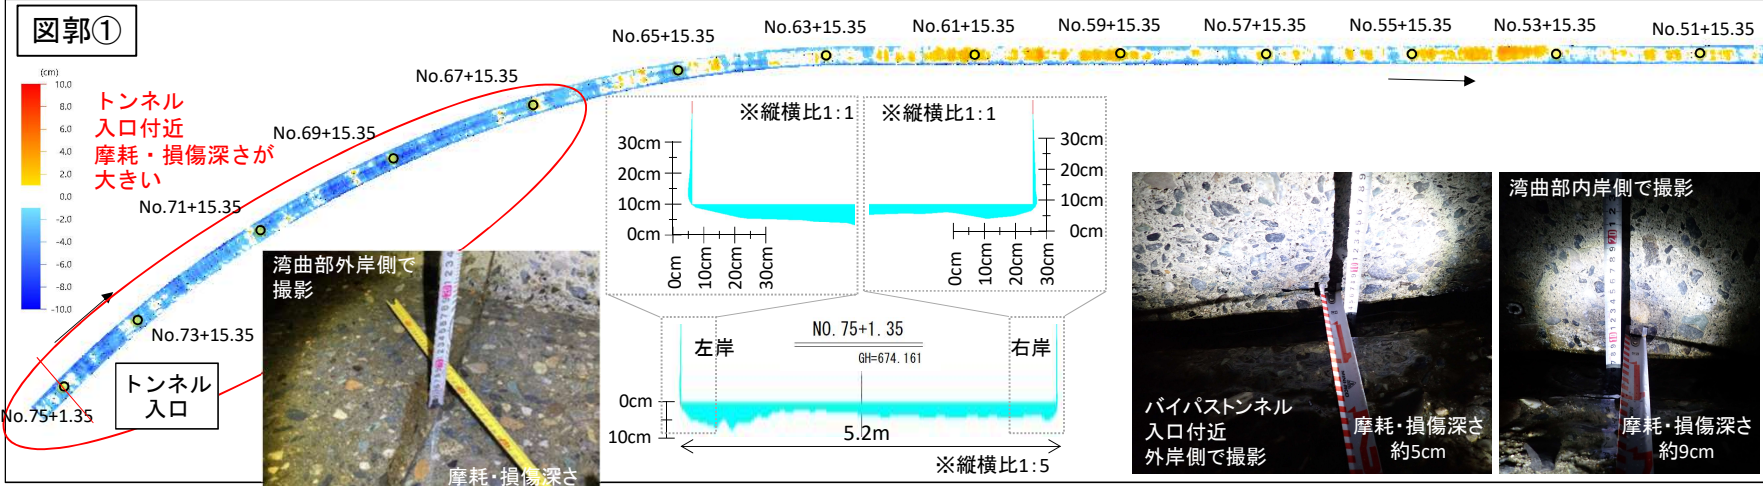 図郭①
(cm)
10.0
8.0
6.0
4.0
2.0
0.0
-2.0
-4.0
-6.0
-8.0
-10.0
トンネル
入口付近
摩耗・損傷深さが
大きい
No.75+1.35
No.73+15.35
No.71+15.35
No.69+15.35
No.67+15.35
No.65+15.35
No.63+15.35
No.61+15.35
No.59+15.35
No.57+15.35
No.55+15.35
No.53+15.35
No.51+15.35
トンネル
入口
湾曲部外岸側で
撮影
摩耗・損傷深さ
※縦横比1:1
30cm
20cm
10cm
0cm
0cm
10cm
20cm
30cm
※縦横比1:1
30cm
20cm
10cm
0cm
0cm
10cm
20cm
30cm
左岸
NO. 75+1. 35
GH=674.161
右岸
0cm
10cm
5.2m
※縦横比1:5
バイパストンネル
入口付近
外岸側で撮影
摩耗・損傷深さ
約5cm
湾曲部内岸側で撮影
摩耗・損傷深さ
約9cm